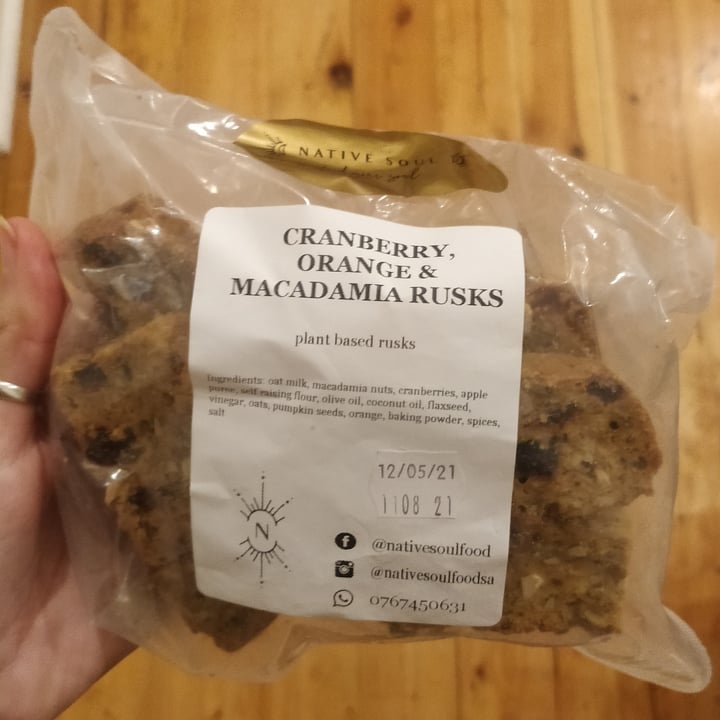 NATIVE SOUL
CRANBERRY,
ORANGE &
MACADAMIA RUSKS
plant based rusks
Ingredients: oat milk, macadamia nuts, cranberries, apple
puree, self raising flour, olive oil, coconut oil, flaxseed,
vinegar, oats, pumpkin seeds, orange, baking powder, spices,
salt
12/05/21
1108 21
N
@nativesoulfood
@nativesoulfoodsa
0767450631